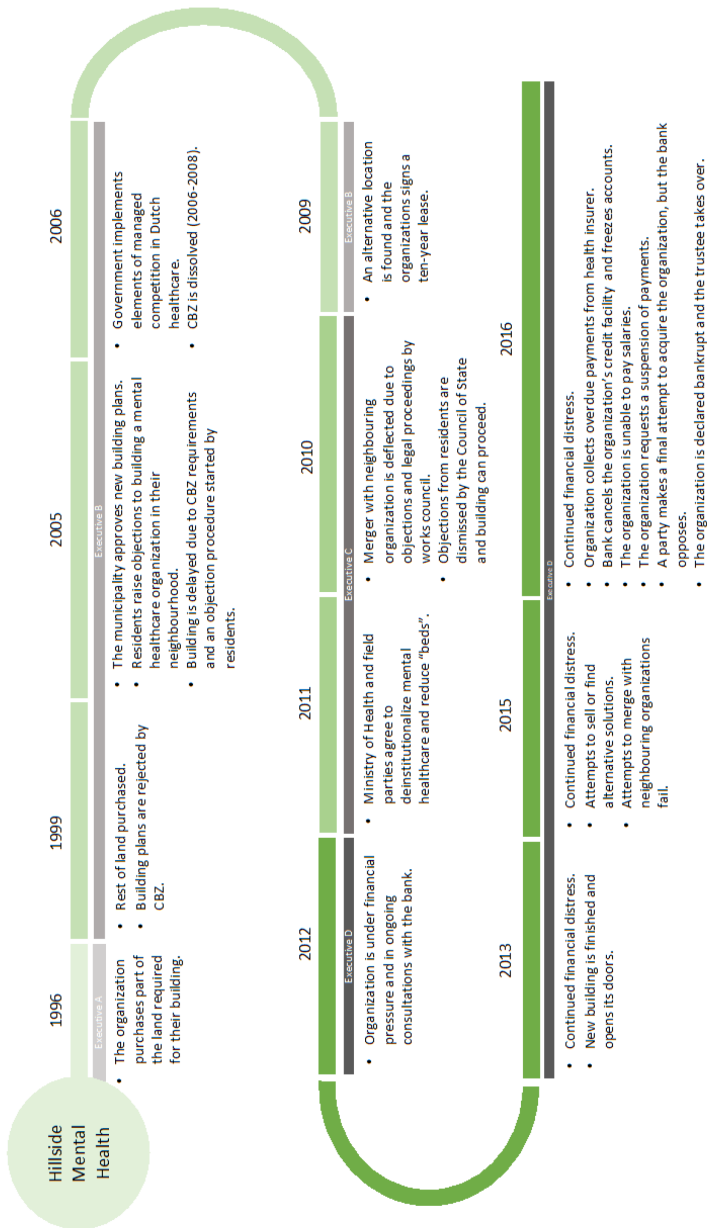 Hillside
Mental
Health
1996
Executive A
• The organization
purchases part of
the land required
for their building.
1999
• Rest of land purchased.
• Building plans are rejected by
CBZ.
2005
Executive B
• The municipality approves new building plans.
• Residents raise objections to building a mental
healthcare organization in their
neighbourhood.
• Building is delayed due to CBZ requirements
and an objection procedure started by
residents.
2006
• Government implements
elements of managed
competition in Dutch
healthcare.
• CBZ is dissolved (2006-2008).
2009
Executive B
• An alternative location
is found and the
organizations signs a
ten-year lease.
2010
Executive C
• Merger with neighbouring
organization is deflected due to
objections and legal proceedings by
works council.
• Objections from residents are
dismissed by the Council of State
and building can proceed.
2011
• Ministry of Health and field
parties agree to
deinstitutionalize mental
healthcare and reduce “beds”.
2012
Executive D
• Organization is under financial
pressure and in ongoing
consultations with the bank.
2013
• Continued financial distress.
• New building is finished and
opens its doors.
2015
• Continued financial distress.
• Attempts to sell or find
alternative solutions.
• Attempts to merge with
neighbouring organizations
fail.
2016
Executive D
• Continued financial distress.
• Organization collects overdue payments from health insurer.
• Bank cancels the organization’s credit facility and freezes accounts.
• The organization is unable to pay salaries.
• The organization requests a suspension of payments.
• A party makes a final attempt to acquire the organization, but the bank
opposes.
• The organization is declared bankrupt and the trustee takes over.